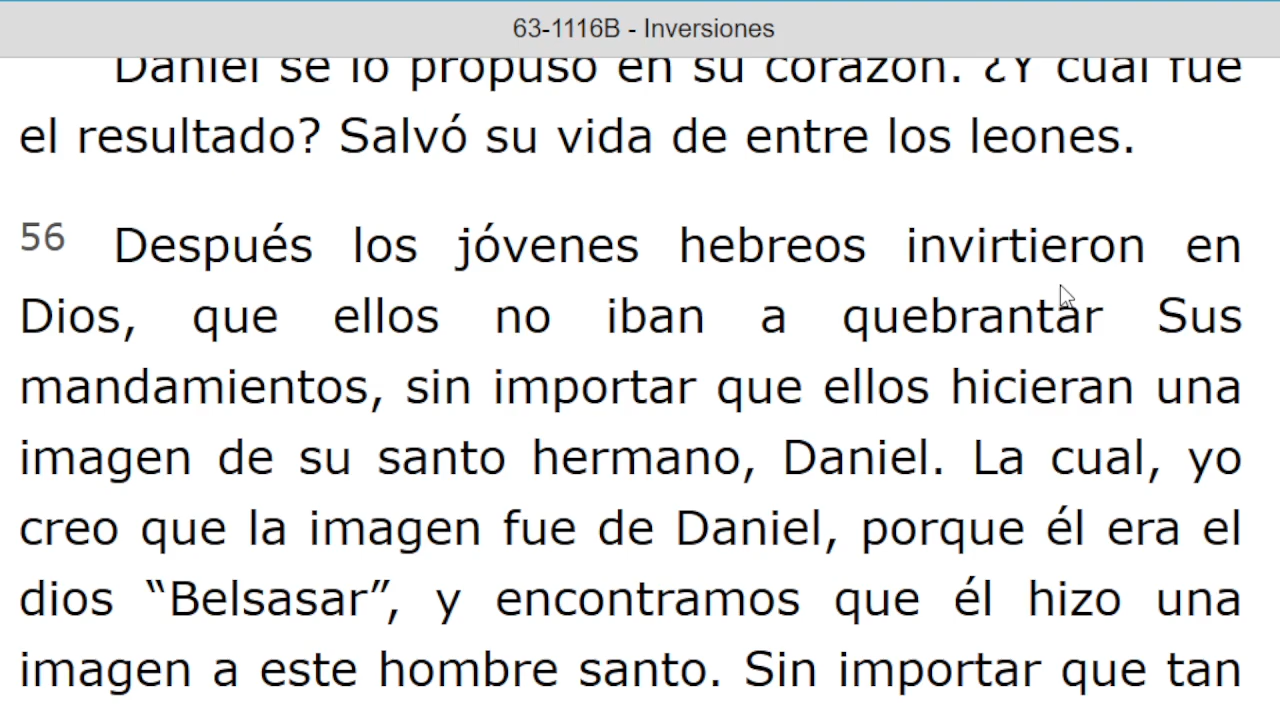 63-1116B - Inversiones
Daniel se lo propuso en su corazón. ¿Y cuál fue
el resultado? Salvó su vida de entre los leones.
56 Después los jóvenes hebreos invirtieron en
Dios, que ellos no iban a quebrantar Sus
mandamientos, sin importar que ellos hicieran una
imagen de su santo hermano, Daniel. La cual, yo
creo que la imagen fue de Daniel, porque él era el
dios “Belsasar”, y encontramos que él hizo una
imagen a este hombre santo. Sin importar que tan